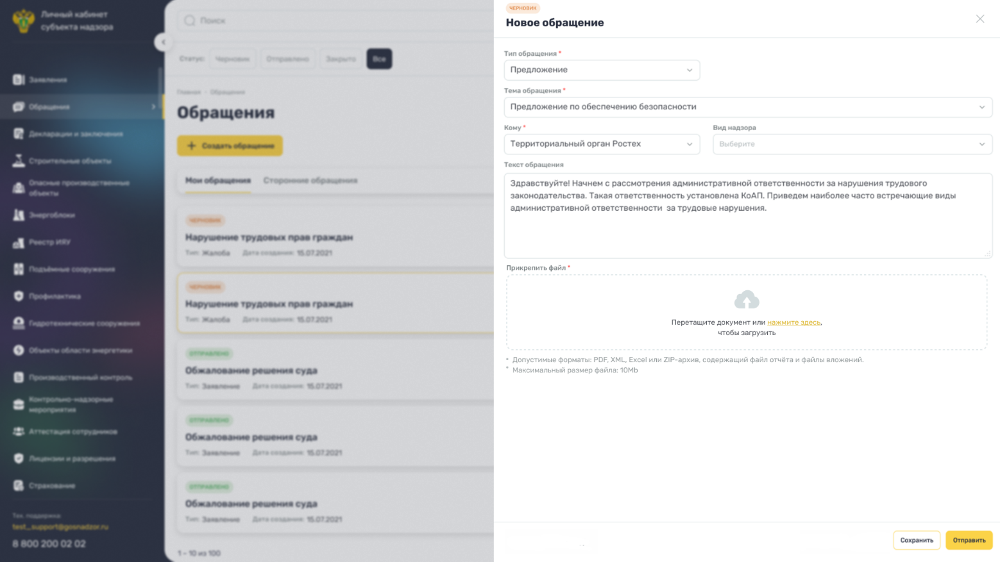 Личный кабинет
субъекта надзора
Заявления
Обращения
Декларации и заключения
Строительные объекты
Опасные производственные
объекты
Энергоблоки
Реестр ИЯУ
Подъёмные сооружения
Профилактика
Гидротехнические сооружения
Объекты области энергетики
Производственный контроль
Контрольно-надзорные
мероприятия
Аттестация сотрудников
Лицензии и разрешения
Страхование
Тех. поддержка:
test_support@gosnadzor.ru
8 800 200 02 02
Поиск
Статус: Черновик Отправлено Закрыто Все
Главная - Обращения
Обращения
+ Создать обращение
Мои обращения Сторонние обращения
ЧЕРНОВИК
Нарушение трудовых прав граждан
Тип: Жалоба Дата создания: 15.07.2021
ЧЕРНОВИК
Нарушение трудовых прав граждан
Тип: Жалоба Дата создания: 15.07.2021
ОТПРАВЛЕНО
Обжалование решения суда
Тип: Заявление Дата создания: 15.07.2021
ОТПРАВЛЕНО
Обжалование решения суда
Тип: Заявление Дата создания: 15.07.2021
ОТПРАВЛЕНО
Обжалование решения суда
Тип: Заявление Дата создания: 15.07.2021
1 – 10 из 100
ЧЕРНОВИК
Новое обращение
Тип обращения *
Предложение
Тема обращения *
Предложение по обеспечению безопасности
Кому * Вид надзора
Территориальный орган Ростех Выберите
Текст обращения
Здравствуйте! Начнем с рассмотрения административной ответственности за нарушения трудового
законодательства. Такая ответственность установлена КоАП. Приведем наиболее часто встречающие виды
административной ответственности за трудовые нарушения.
Прикрепить файл *
Перетащите документ или нажмите здесь,
чтобы загрузить
* Допустимые форматы: PDF, XML, Excel или ZIP-архив, содержащий файл отчёта и файлы вложений.
* Максимальный размер файла: 10Mb
Сохранить Отправить